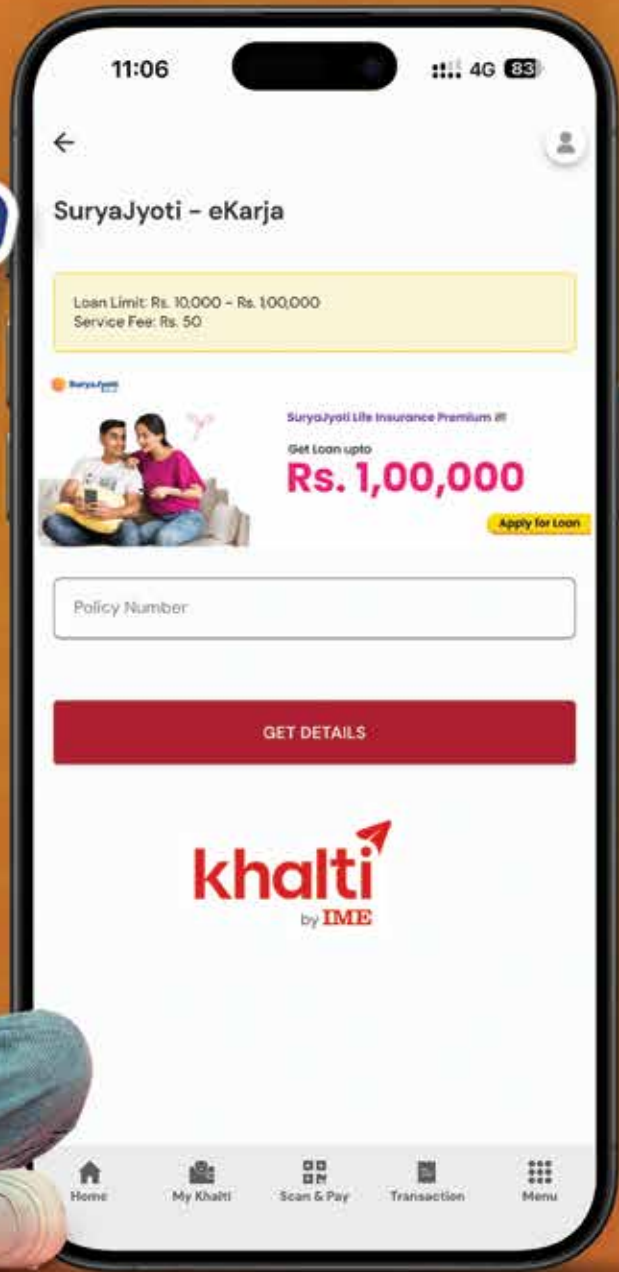 11:06
4G 83
SuryaJyoti - eKarja
Loan Limit: Rs. 10,000 - Rs. 1,00,000
Service Fee: Rs. 50
SuryaJyoti
SuryaJyoti Life Insurance Premium
Get Loan upto
Rs. 1,00,000
Apply for Loan
Policy Number
GET DETAILS
khalti
by IME
Home My Khalti Scan & Pay Transaction Menu